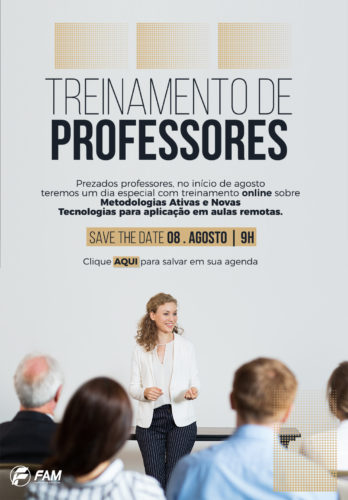 TREINAMENTO DE
PROFESSORES
Prezados professores, no início de agosto
teremos um dia especial com treinamento online sobre
Metodologias Ativas e Novas
Tecnologias para aplicação em aulas remotas.
SAVE THE DATE 08 . AGOSTO | 9H
Clique AQUI para salvar em sua agenda
FAM